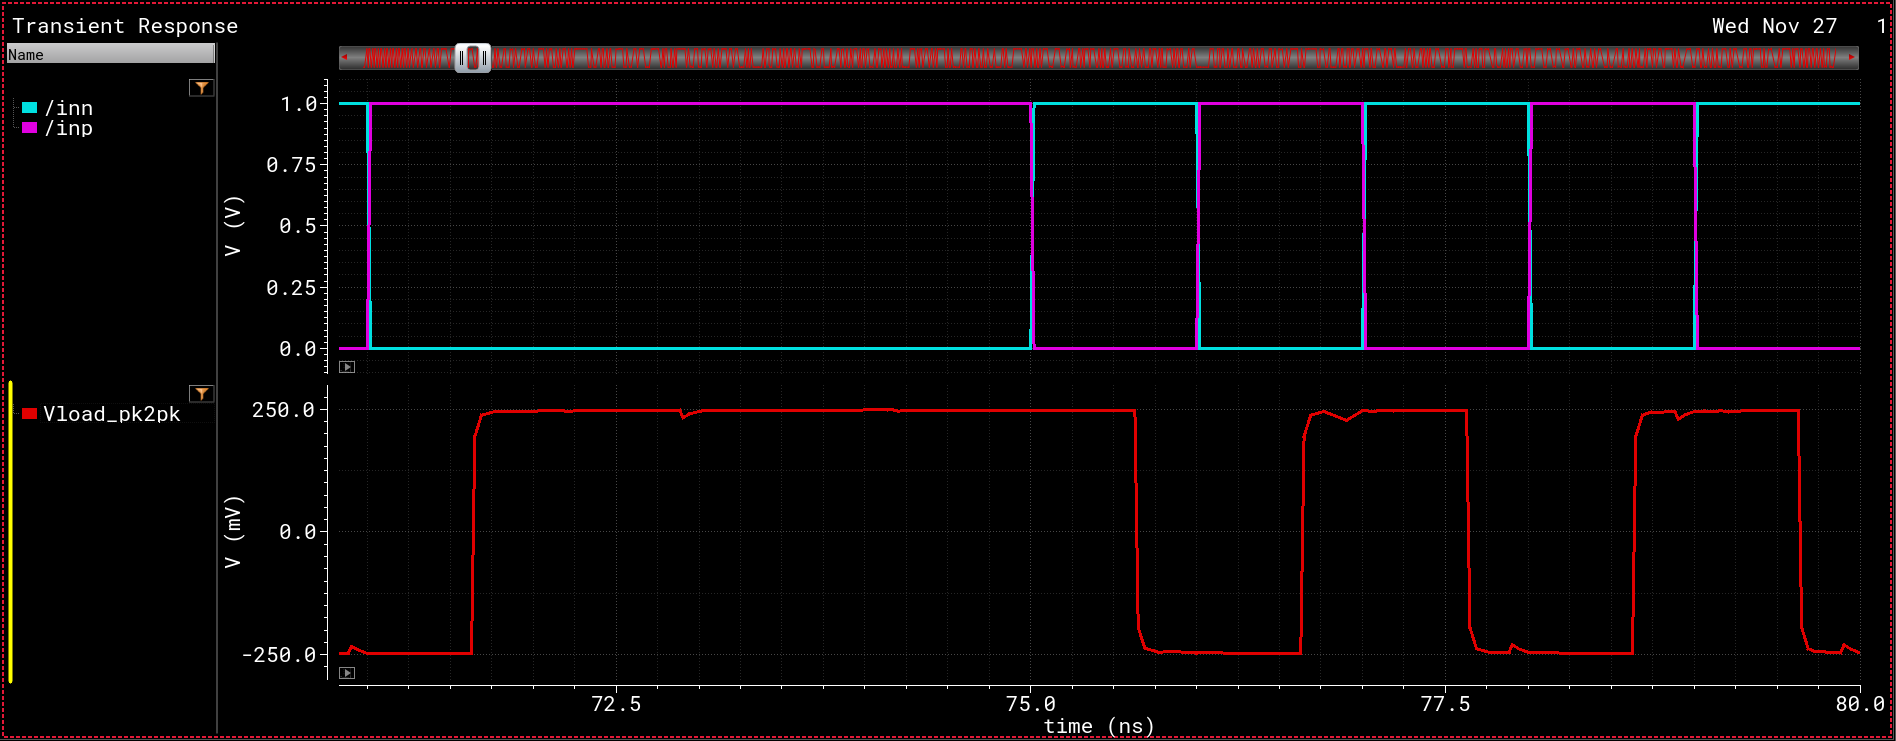 Transient Response
Wed Nov 27 1
Name
/inn
/inp
1.0
0.75
0.5
0.25
0.0
V (V)
Vload_pk2pk
250.0
0.0
-250.0
V (mV)
72.5 75.0 77.5 80.0
time (ns)